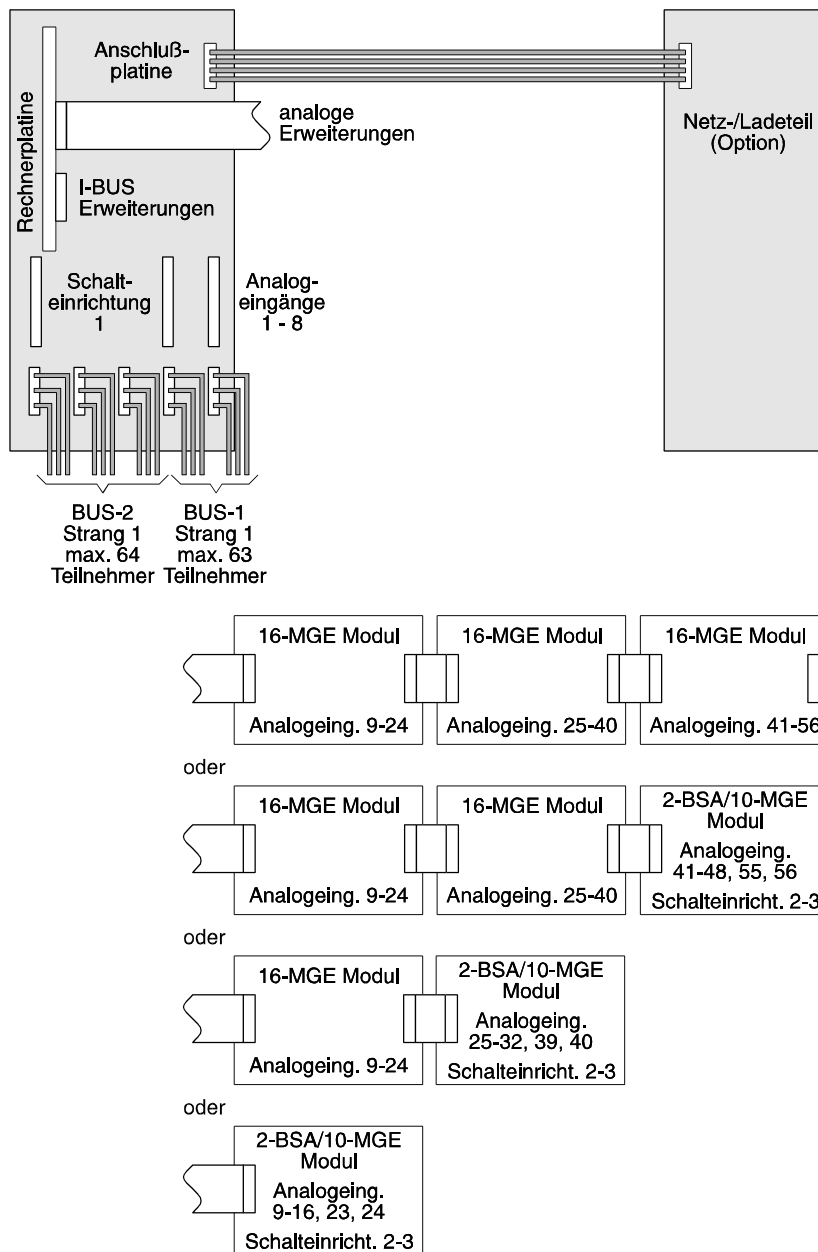 Anschluß-
platine
Rechnerplatine
analoge
Erweiterungen
Netz-/Ladeteil
(Option)
I-BUS
Erweiterungen
Schalt-
einrichtung
1
Analog-
eingänge
1 - 8
BUS-2
Strang 1
max. 64
Teilnehmer
BUS-1
Strang 1
max. 63
Teilnehmer
16-MGE Modul
Analogeing. 9-24
16-MGE Modul
Analogeing. 25-40
16-MGE Modul
Analogeing. 41-56
oder
16-MGE Modul
Analogeing. 9-24
16-MGE Modul
Analogeing. 25-40
2-BSA/10-MGE
Modul
Analogeing.
41-48, 55, 56
Schalteinricht. 2-3
oder
16-MGE Modul
Analogeing. 9-24
2-BSA/10-MGE
Modul
Analogeing.
25-32, 39, 40
Schalteinricht. 2-3
oder
2-BSA/10-MGE
Modul
Analogeing.
9-16, 23, 24
Schalteinricht. 2-3